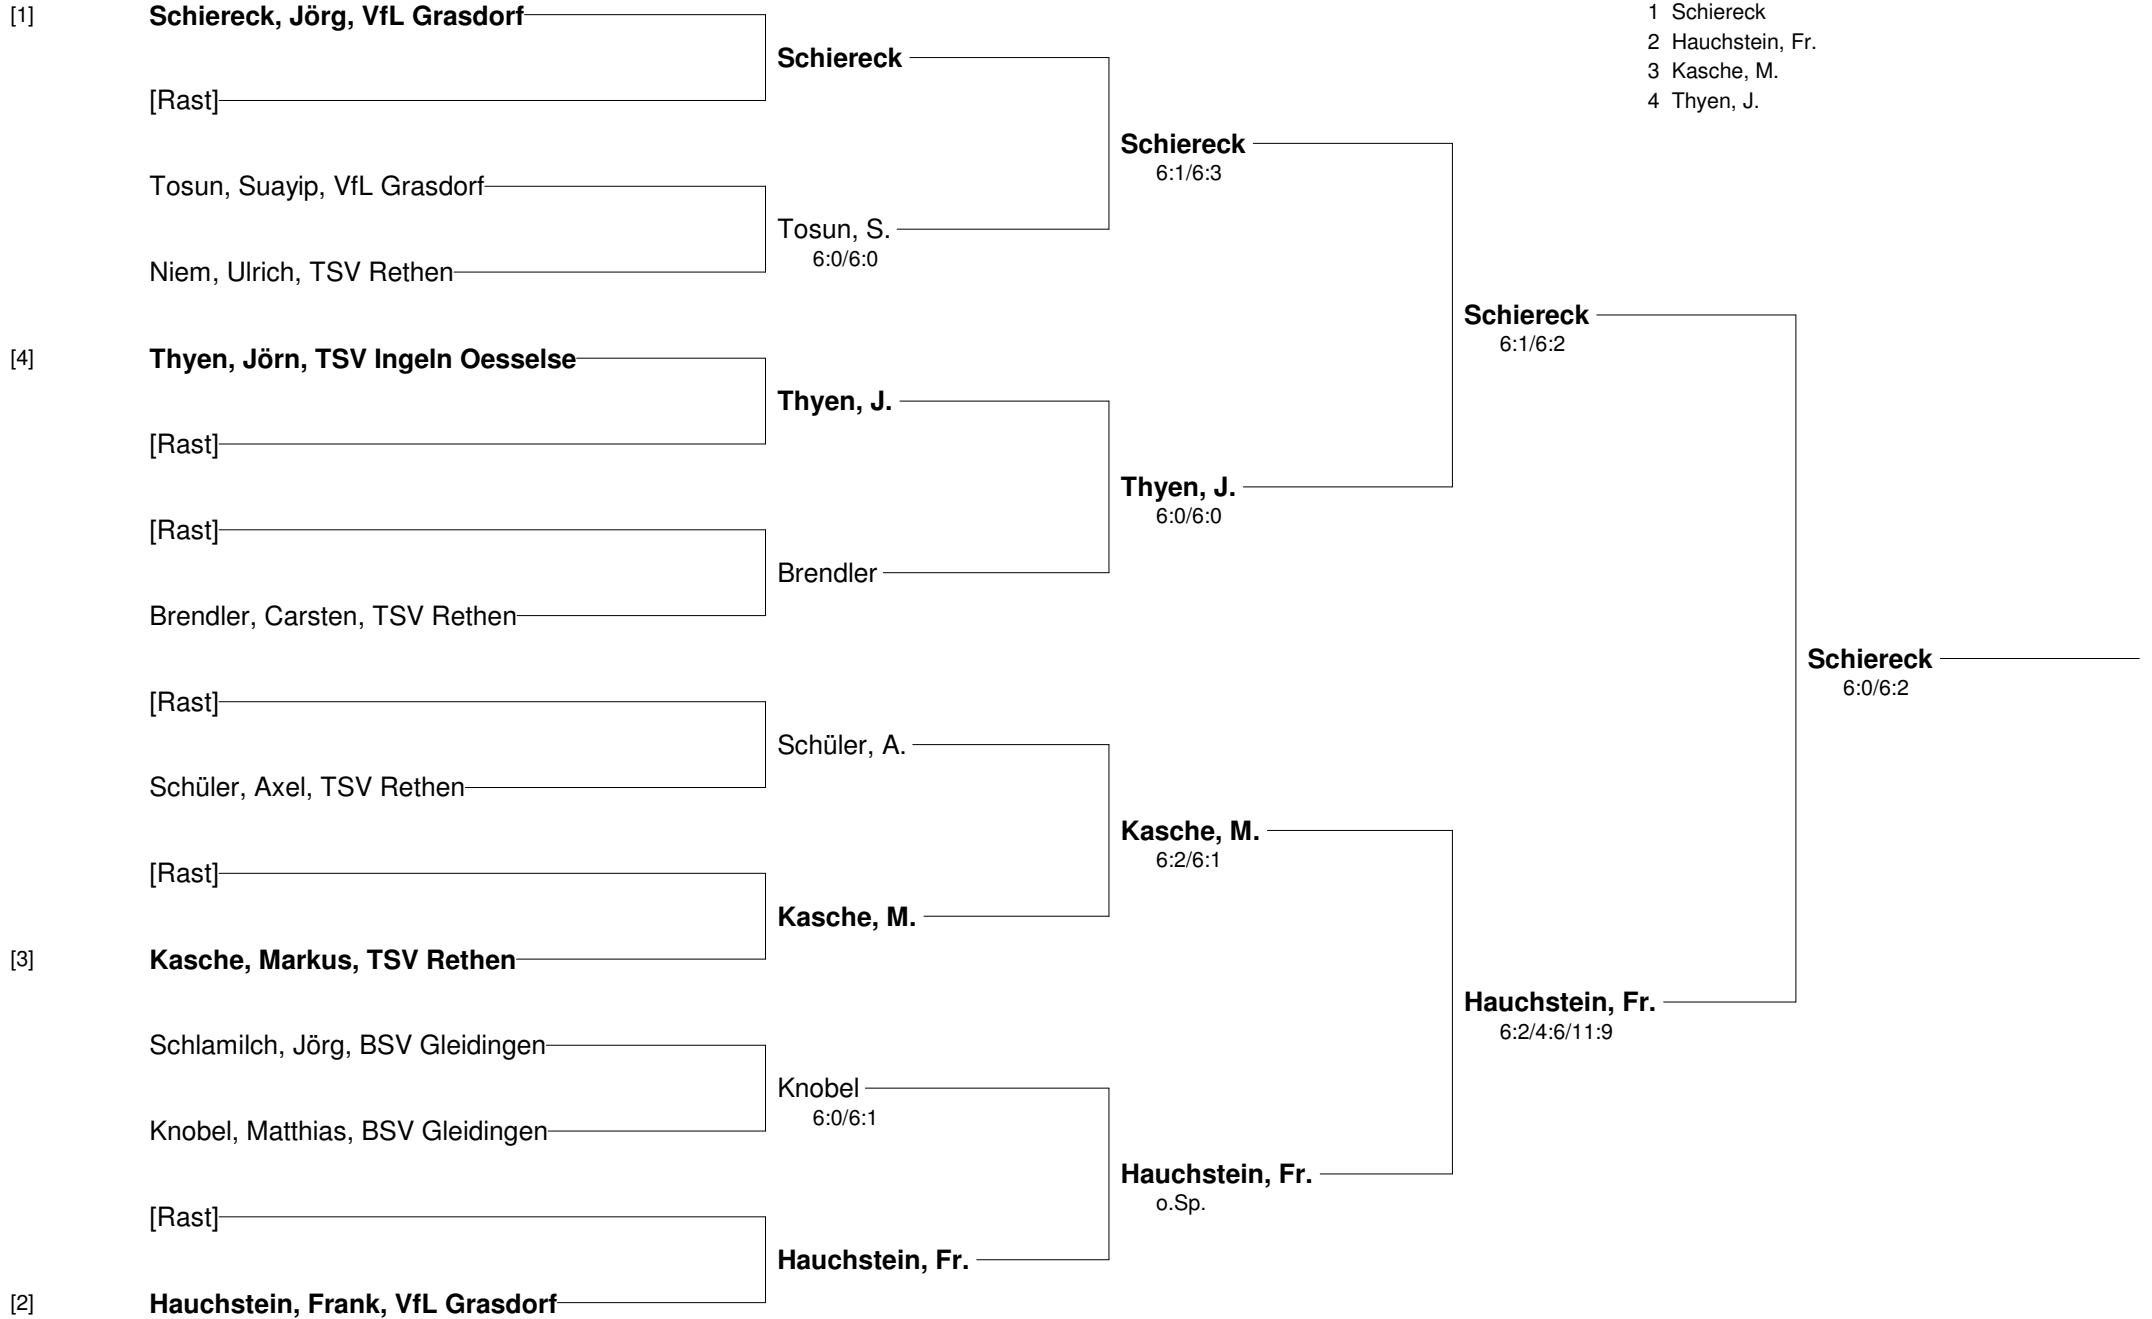 [1] Schiereck, Jörg, VfL Grasdorf
[Rast]
Tosun, Suayip, VfL Grasdorf
Niem, Ulrich, TSV Rethen
[4] Thyen, Jörn, TSV Ingeln Oesselse
[Rast]
[Rast]
Brendler, Carsten, TSV Rethen
[Rast]
Schüler, Axel, TSV Rethen
[Rast]
[3] Kasche, Markus, TSV Rethen
Schlamilch, Jörg, BSV Gleidingen
Knobel, Matthias, BSV Gleidingen
[Rast]
[2] Hauchstein, Frank, VfL Grasdorf
Schiereck
Tosun, S.
6:0/6:0
Thyen, J.
Brendler
Schüler, A.
Kasche, M.
Knobel
6:0/6:1
Hauchstein, Fr.
Schiereck
6:1/6:3
Thyen, J.
6:0/6:0
Kasche, M.
6:2/6:1
Hauchstein, Fr.
o.Sp.
Schiereck
6:1/6:2
Hauchstein, Fr.
6:2/4:6/11:9
Schiereck
6:0/6:2
1 Schiereck
2 Hauchstein, Fr.
3 Kasche, M.
4 Thyen, J.